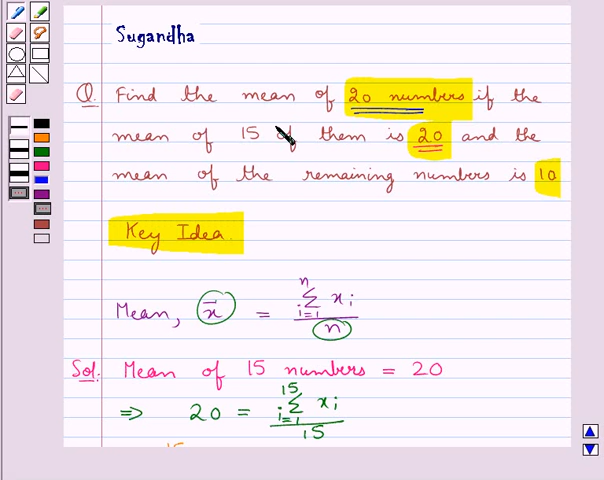 Sugandha
Q. Find the mean of 20 numbers if the
mean of 15 of them is 20 and the
mean of the remaining numbers is 10
Key Idea.
Mean, x̄ = ∑ᵢ₌₁ⁿ xᵢ / n
Sol. Mean of 15 numbers = 20
⇒ 20 = ∑ᵢ₌₁¹⁵ xᵢ / 15